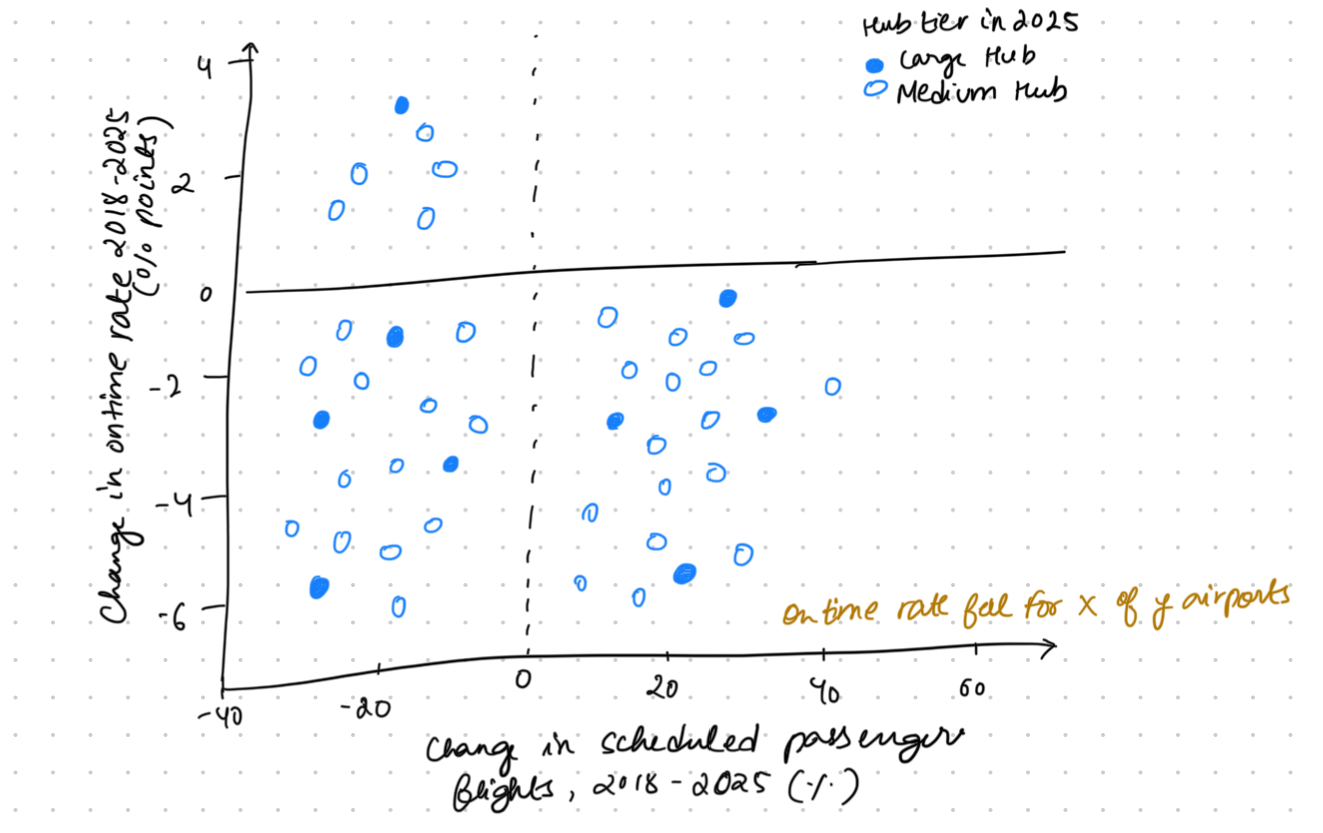 Hub tier in 2025
Large Hub
Medium Hub
4
2
0
-2
-4
-6
Change in ontime rate 2018-2025
(% points)
on time rate fell for x of y airports
-40
-20
0
20
40
60
Change in scheduled passenger
flights, 2018-2025 (%)